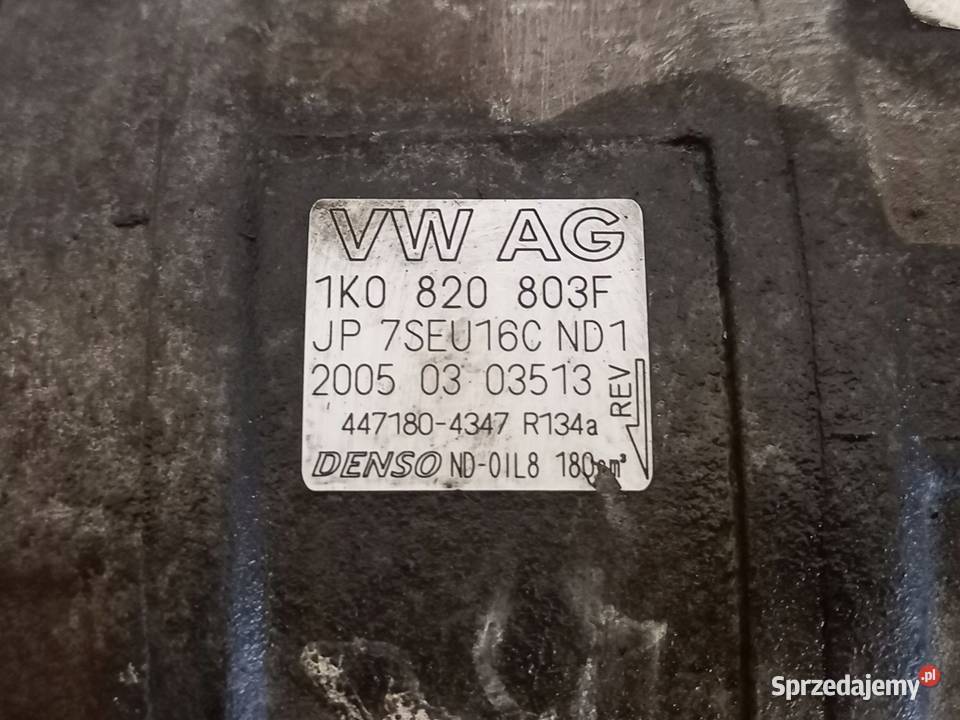 VW AG
1K0 820 803F
JP 7SEU16C ND1
2005 03 03513
REV
447180-4347 R134a
DENSO ND-OIL8 180cm³
Sprzedajemy.pl